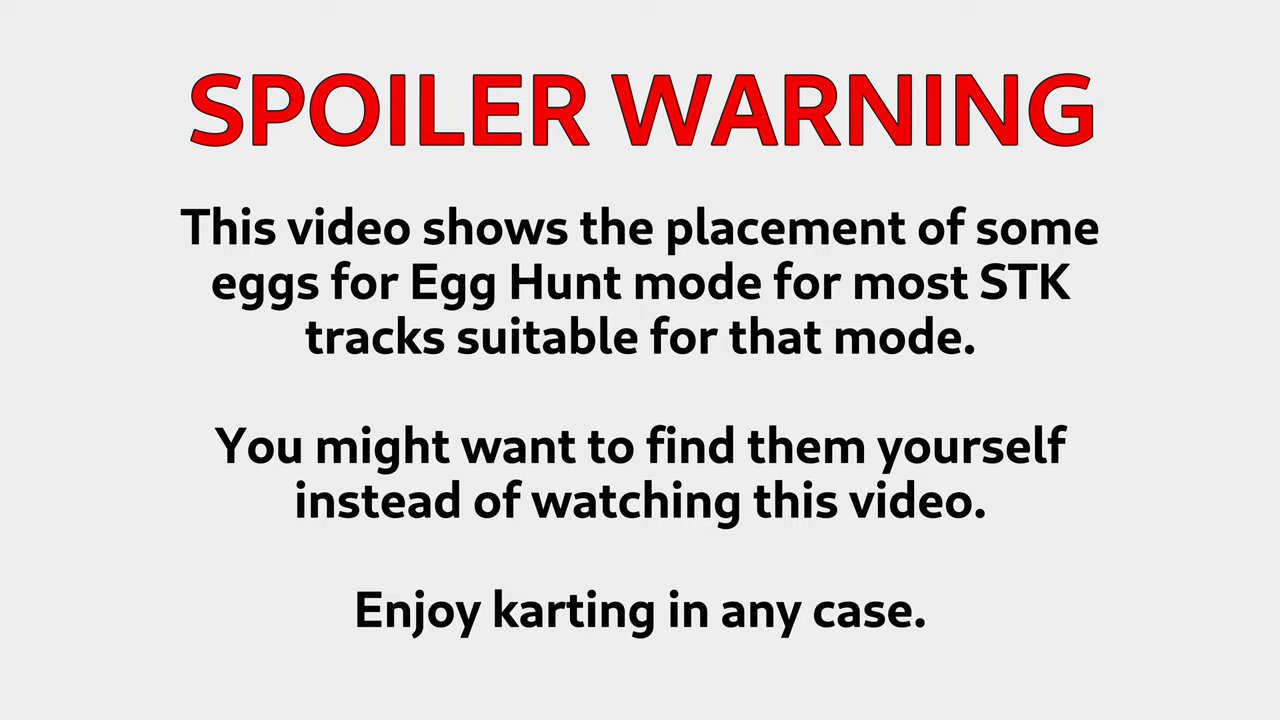 SPOILER WARNING
This video shows the placement of some
eggs for Egg Hunt mode for most STK
tracks suitable for that mode.
You might want to find them yourself
instead of watching this video.
Enjoy karting in any case.